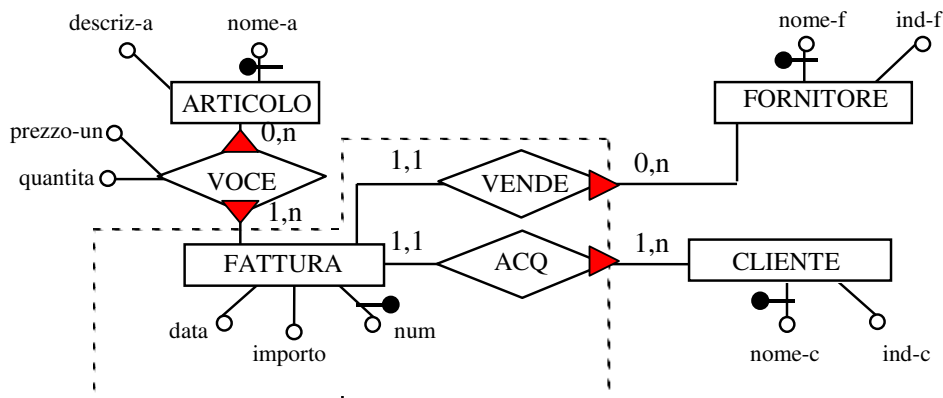 descriz-a nome-a nome-f ind-f
ARTICOLO FORNITORE
0,n
prezzo-un
quantita
VOCE
1,n
1,1 VENDE 0,n
1,1 ACQ 1,n
FATTURA CLIENTE
data importo num
nome-c ind-c